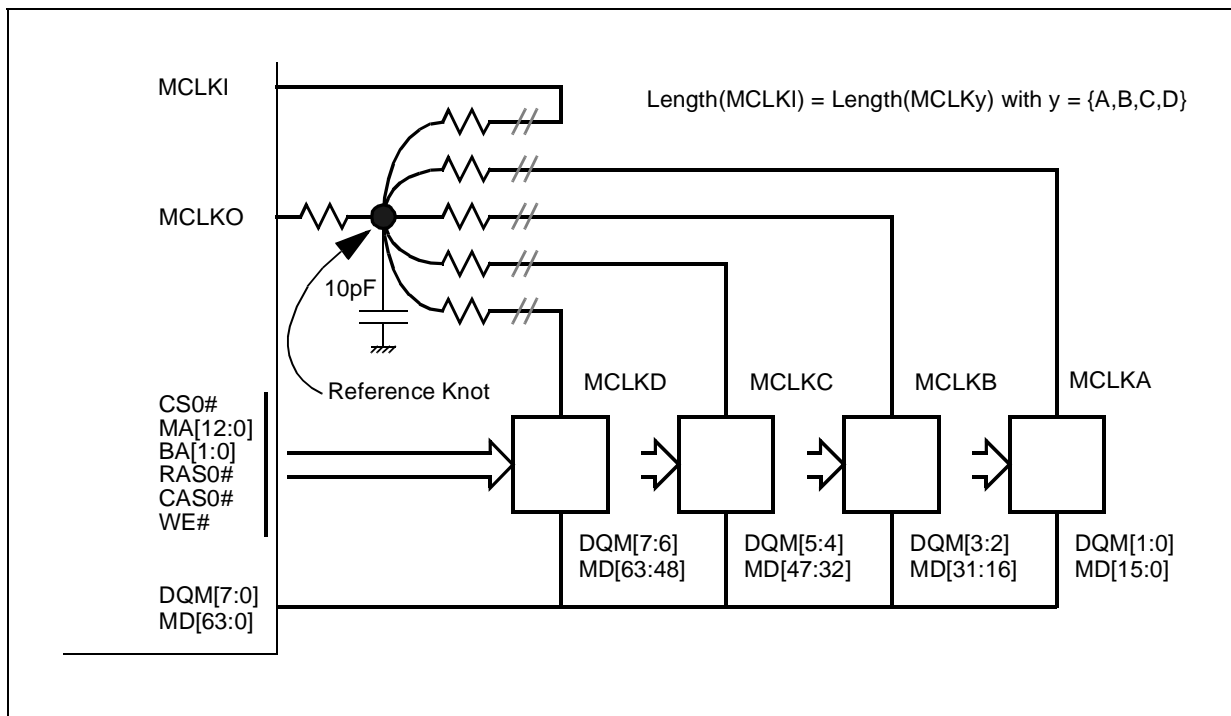 MCLKI
Length(MCLKI) = Length(MCLKy) with y = {A,B,C,D}
MCLKO
10pF
Reference Knot
MCLKD
MCLKC
MCLKB
MCLKA
CS0#
MA[12:0]
BA[1:0]
RAS0#
CAS0#
WE#
DQM[7:6]
MD[63:48]
DQM[5:4]
MD[47:32]
DQM[3:2]
MD[31:16]
DQM[1:0]
MD[15:0]
DQM[7:0]
MD[63:0]